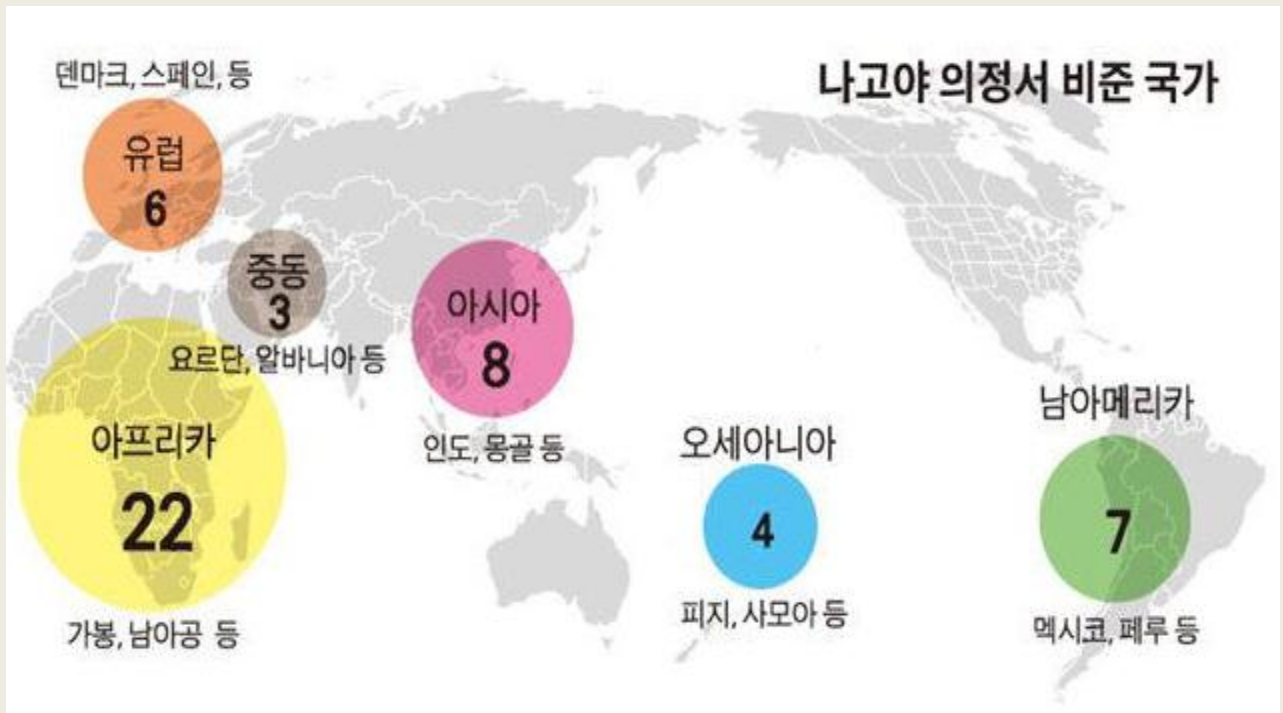 나고야 의정서 비준 국가
덴마크, 스페인, 등
유럽
6
중동
3
요르단, 알바니아 등
아시아
8
인도, 몽골 등
아프리카
22
가봉, 남아공 등
오세아니아
4
피지, 사모아 등
남아메리카
7
멕시코, 페루 등